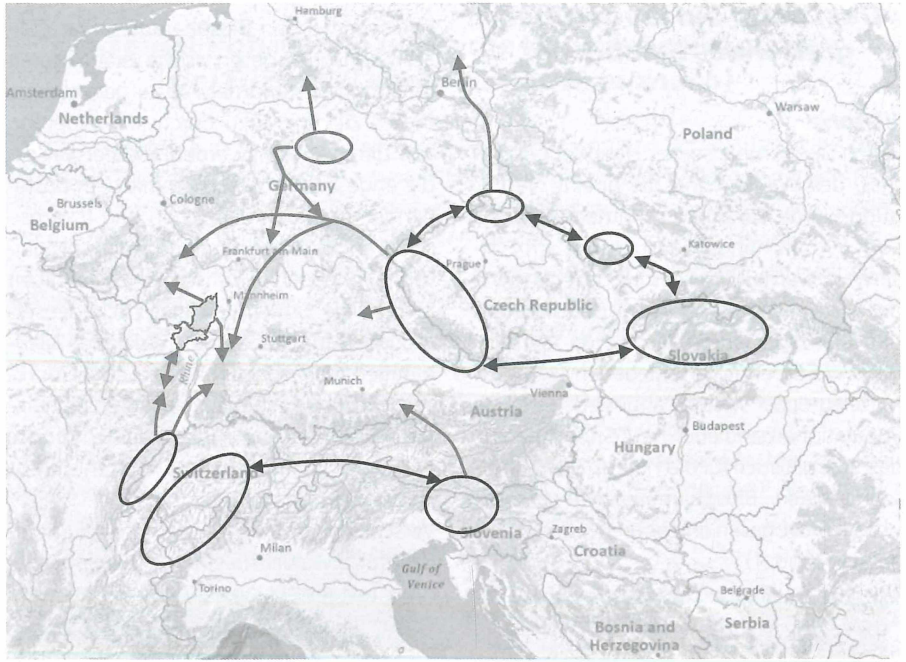 Hamburg
Berlin
Amsterdam
Netherlands
Warsaw
Poland
Germany
Cologne
Brussels
Belgium
Frankfurt am Main
Prague
Katowice
Mannheim
Czech Republic
Stuttgart
Slovakia
Rhine
Munich
Vienna
Austria
Budapest
Hungary
Switzerland
Slovenia
Zagreb
Croatia
Milan
Gulf of
Venice
Torino
Belgrade
Serbia
Bosnia and
Herzegovina